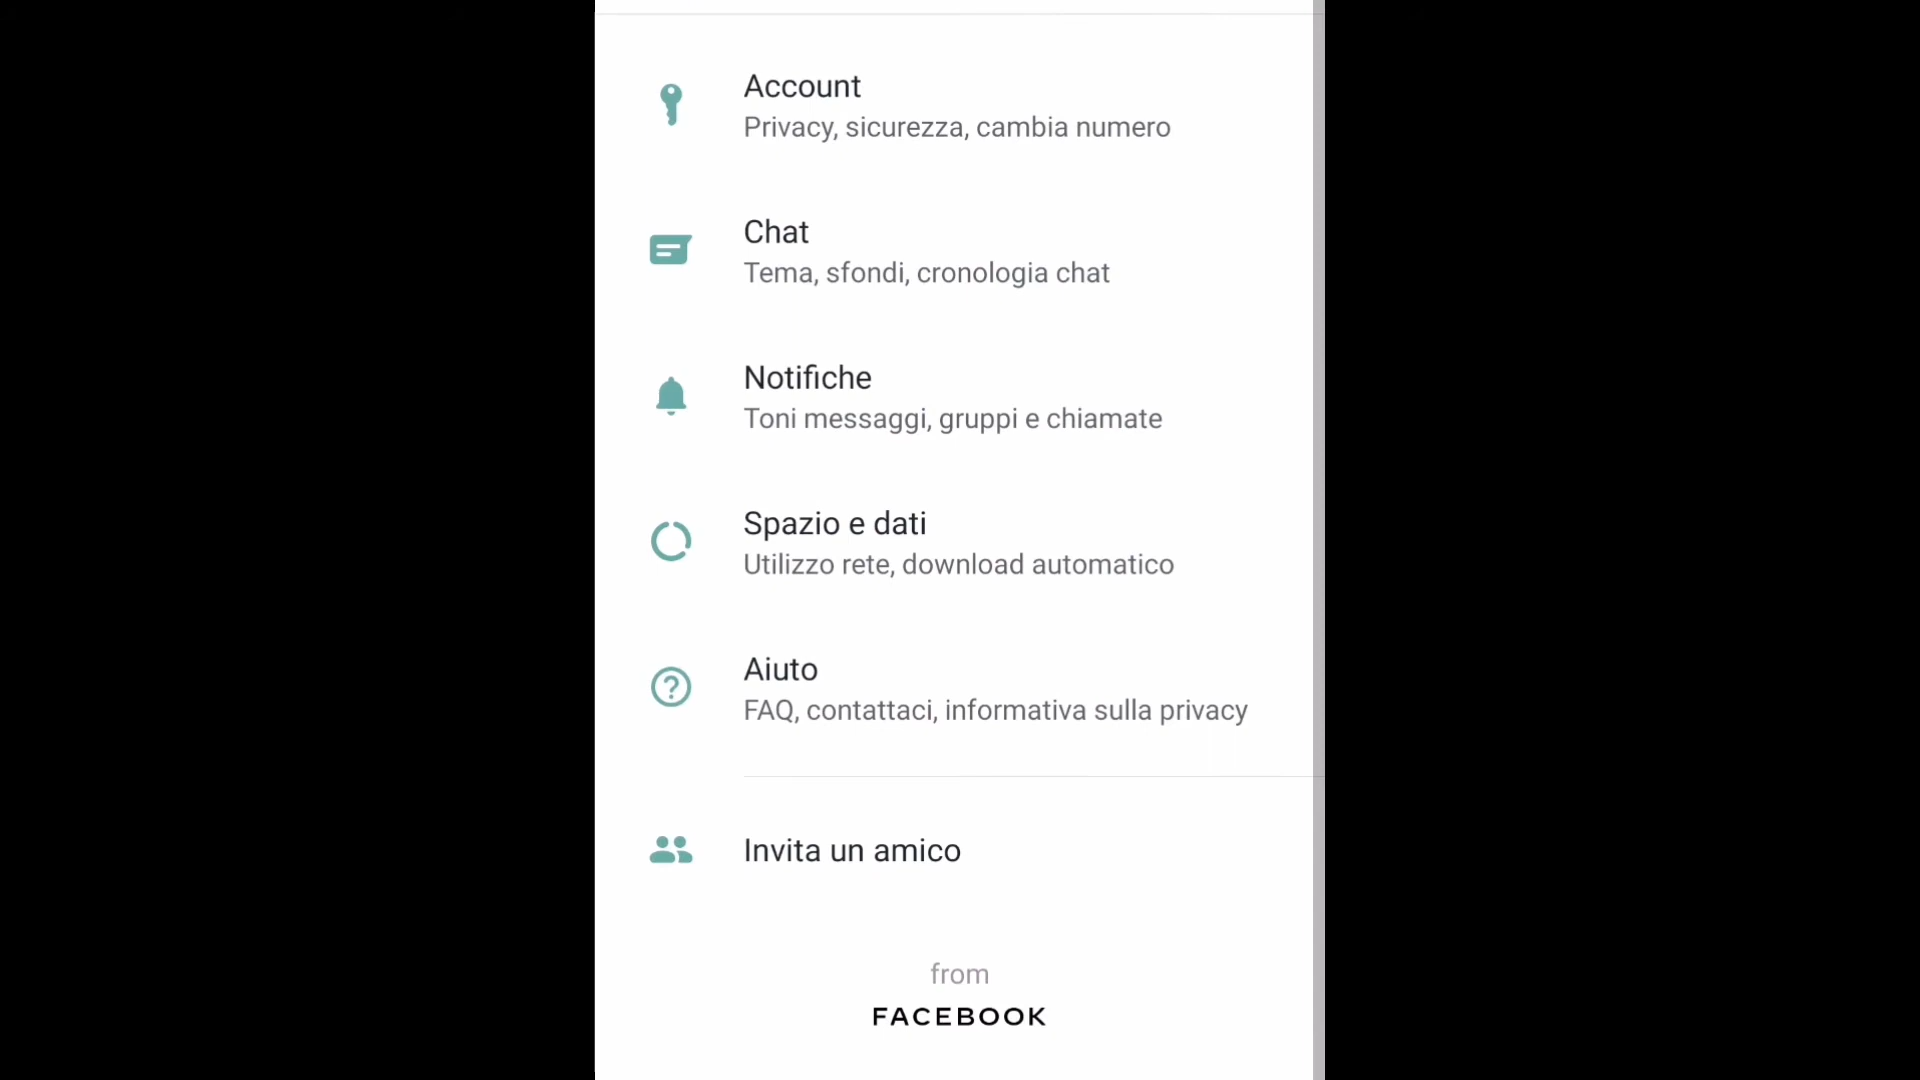 Account
Privacy, sicurezza, cambia numero
Chat
Tema, sfondi, cronologia chat
Notifiche
Toni messaggi, gruppi e chiamate
Spazio e dati
Utilizzo rete, download automatico
Aiuto
FAQ, contattaci, informativa sulla privacy
Invita un amico
from
FACEBOOK